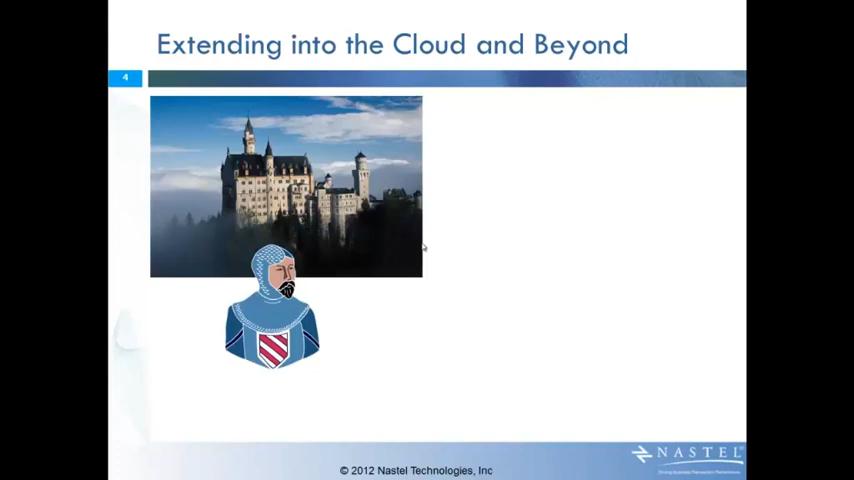 Extending into the Cloud and Beyond
4
NASTEL
© 2012 Nastel Technologies, Inc